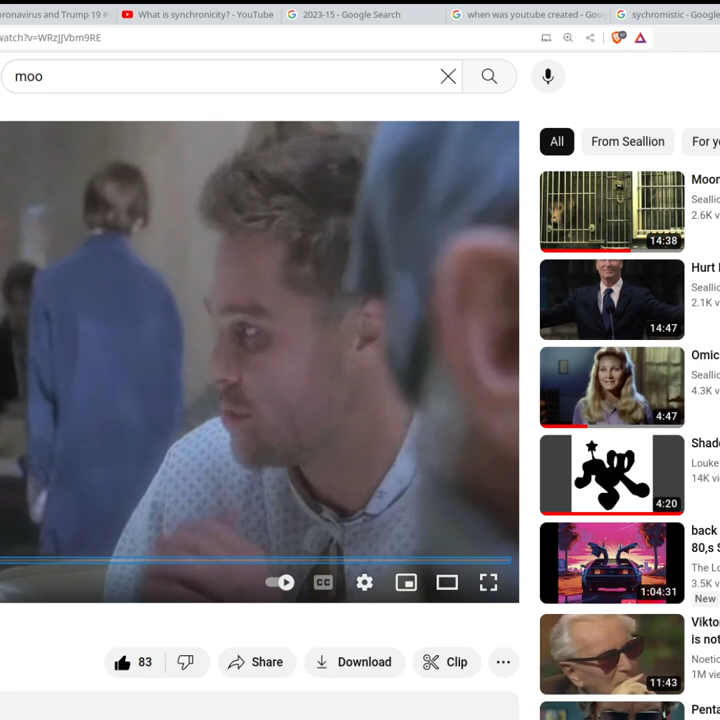 oronavirus and Trump 19 #s
What is synchronicity? - YouTube
2023-15 - Google Search
when was youtube created - Goog
sychromistic - Google
watch?v=WRzJJVbm9RE
moo
All
From Seallion
For yo
14:38
Moon
Seallic
2.6K v
14:47
Hurt I
Seallic
2.1K v
4:47
Omic
Seallic
4.3K v
4:20
Shad
Louke
14K vi
1:04:31
back
80,s S
The Lo
3.5K v
New
CC
83
Share
Download
Clip
11:43
Vikto
is not
Noetic
1M vie
Penta